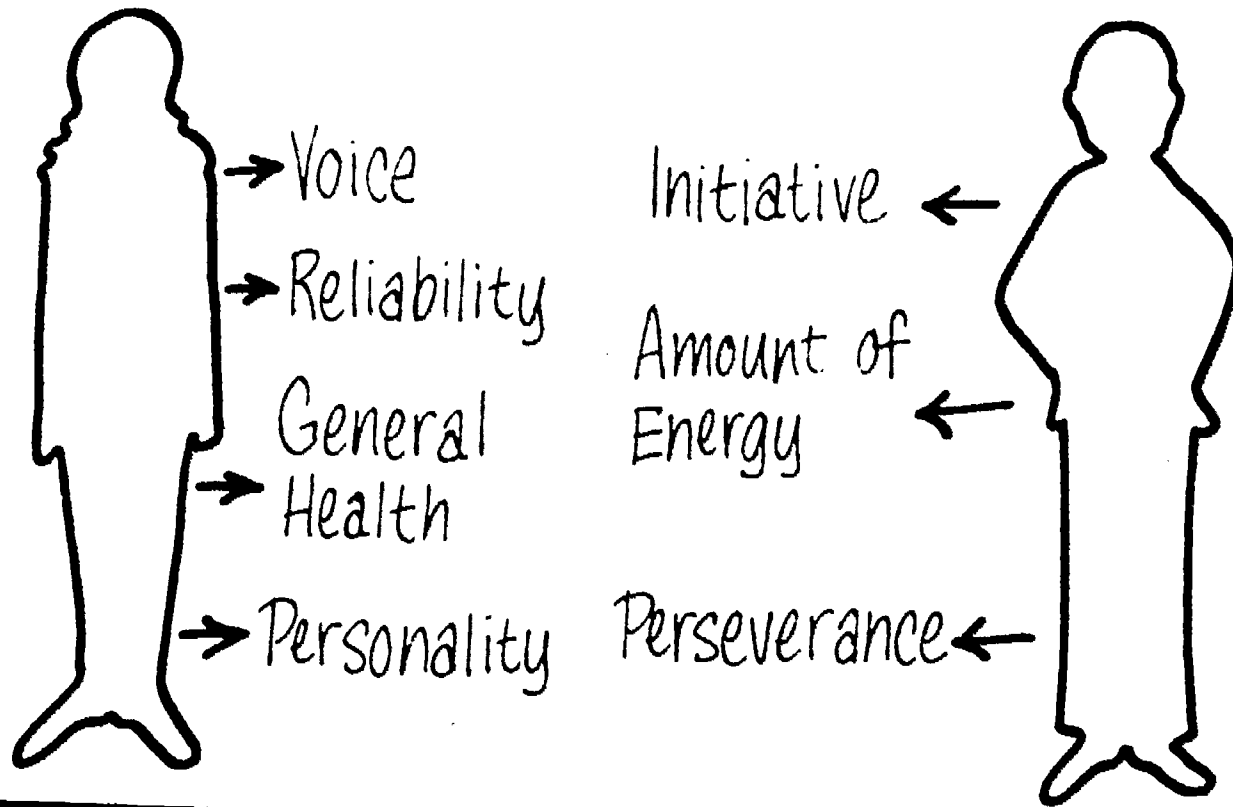 Voice
Reliability
General
Health
Personality
Initiative
Amount of
Energy
Perseverance